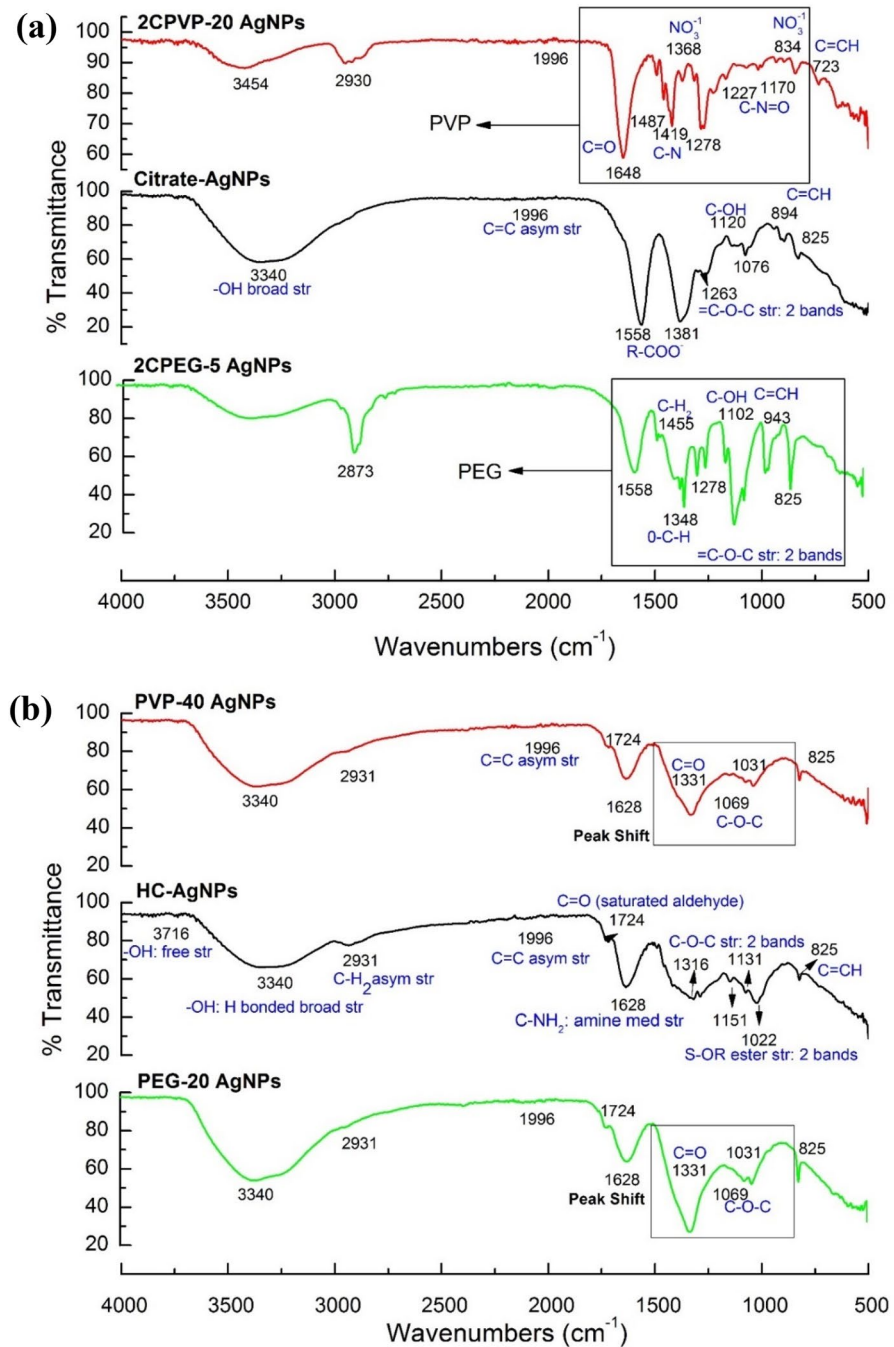 (a)
2CPVP-20 AgNPs
100
90
80
70
60
3454
2930
1996
NO₃⁻¹
1368
NO₃⁻¹
834
C=CH
723
1227
1170
C-N=O
PVP
C=O
1648
1487
1419
C-N
1278
Citrate-AgNPs
100
80
60
40
20
3340
-OH broad str
1996
C=C asym str
C-OH
1120
C=CH
894
825
1076
1263
=C-O-C str: 2 bands
1558
1381
R-COO⁻
2CPEG-5 AgNPs
100
80
60
40
20
2873
PEG
C-H₂
1455
C-OH
1102
C=CH
943
1558
1278
825
1348
0-C-H
=C-O-C str: 2 bands
% Transmittance
4000 3500 3000 2500 2000 1500 1000 500
Wavenumbers (cm⁻¹)
(b)
PVP-40 AgNPs
100
80
60
40
20
3340
2931
1996
C=C asym str
1724
1628
Peak Shift
C=O
1331
1031
1069
C-O-C
825
HC-AgNPs
100
80
60
40
20
3716
-OH: free str
3340
-OH: H bonded broad str
2931
C-H₂ asym str
1996
C=C asym str
C=O (saturated aldehyde)
1724
1628
C-NH₂: amine med str
C-O-C str: 2 bands
1316
1131
825
C=CH
1151
1022
S-OR ester str: 2 bands
PEG-20 AgNPs
100
80
60
40
20
3340
2931
1996
1724
1628
Peak Shift
C=O
1331
1031
1069
C-O-C
825
% Transmittance
4000 3500 3000 2500 2000 1500 1000 500
Wavenumbers (cm⁻¹)